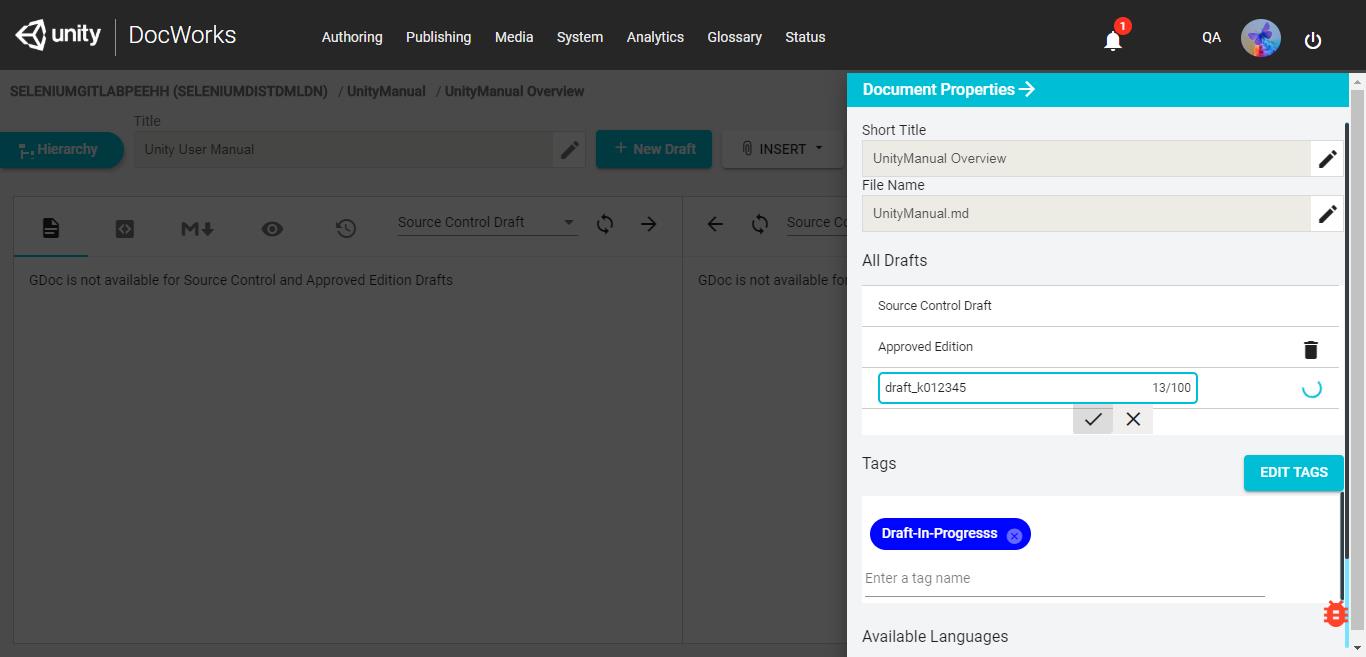 unity DocWorks Authoring Publishing Media System Analytics Glossary Status 1 QA
SELENIUMGITLABPEEHH (SELENIUMDISTDMLDN) / UnityManual / UnityManual Overview
Title
Hierarchy Unity User Manual + New Draft INSERT
M Source Control Draft Source Co
GDoc is not available for Source Control and Approved Edition Drafts GDoc is not available for
Document Properties
Short Title
UnityManual Overview
File Name
UnityManual.md
All Drafts
Source Control Draft
Approved Edition
draft_k012345 13/100
Tags
EDIT TAGS
Draft-In-Progresss
Enter a tag name
Available Languages